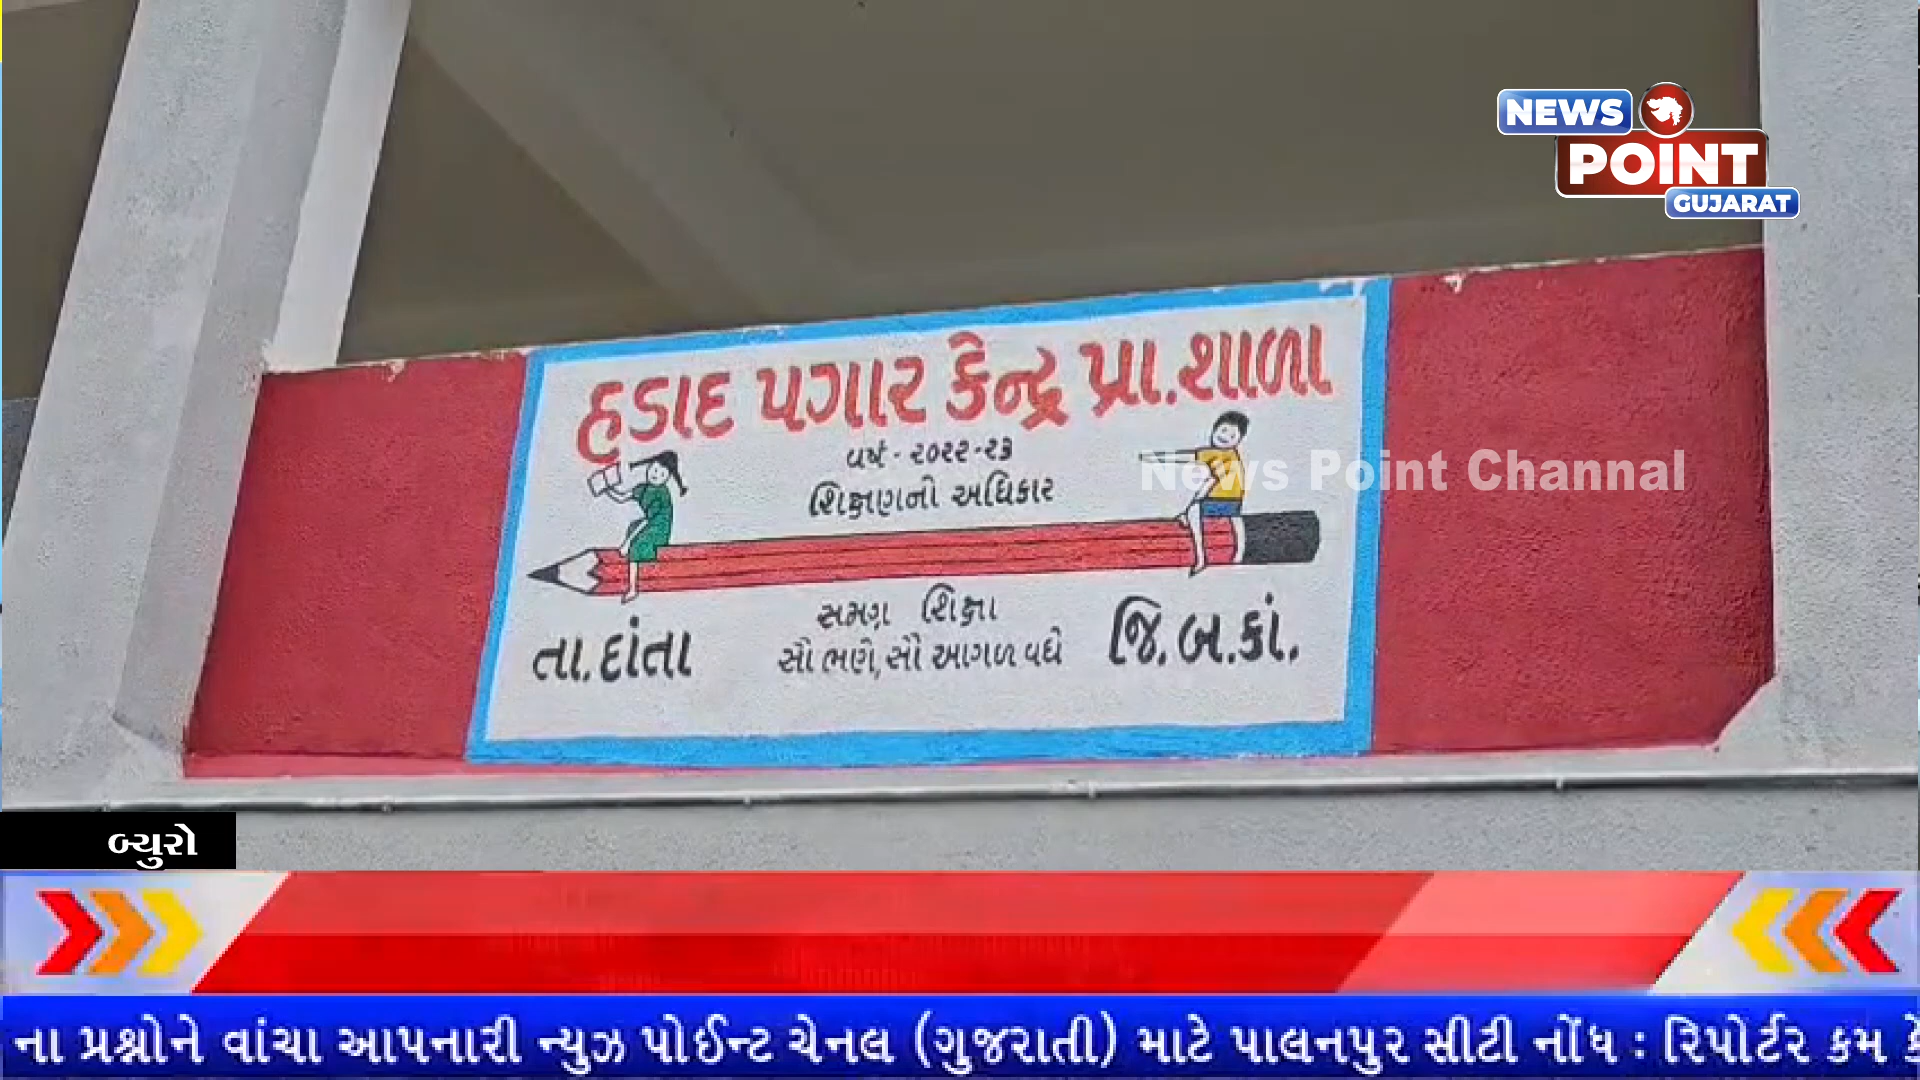 NEWS
POINT
GUJARAT
હડાદ પગાર કેન્દ્ર પ્રા.શાળા
વર્ષ - ૨૦૨૨-૨૩
શિક્ષણનો અધિકાર
News Point Channal
સમગ્ર શિક્ષા
તા. દાંતા
સૌ ભણે, સૌ આગળ વધે
જિ. બ.કાં.
બ્યુરો
ના પ્રશ્નોને વાંચા આપનારી ન્યુઝ પોઈન્ટ ચેનલ (ગુજરાતી) માટે પાલનપુર સીટી નોંધ : રિપોર્ટર કમ